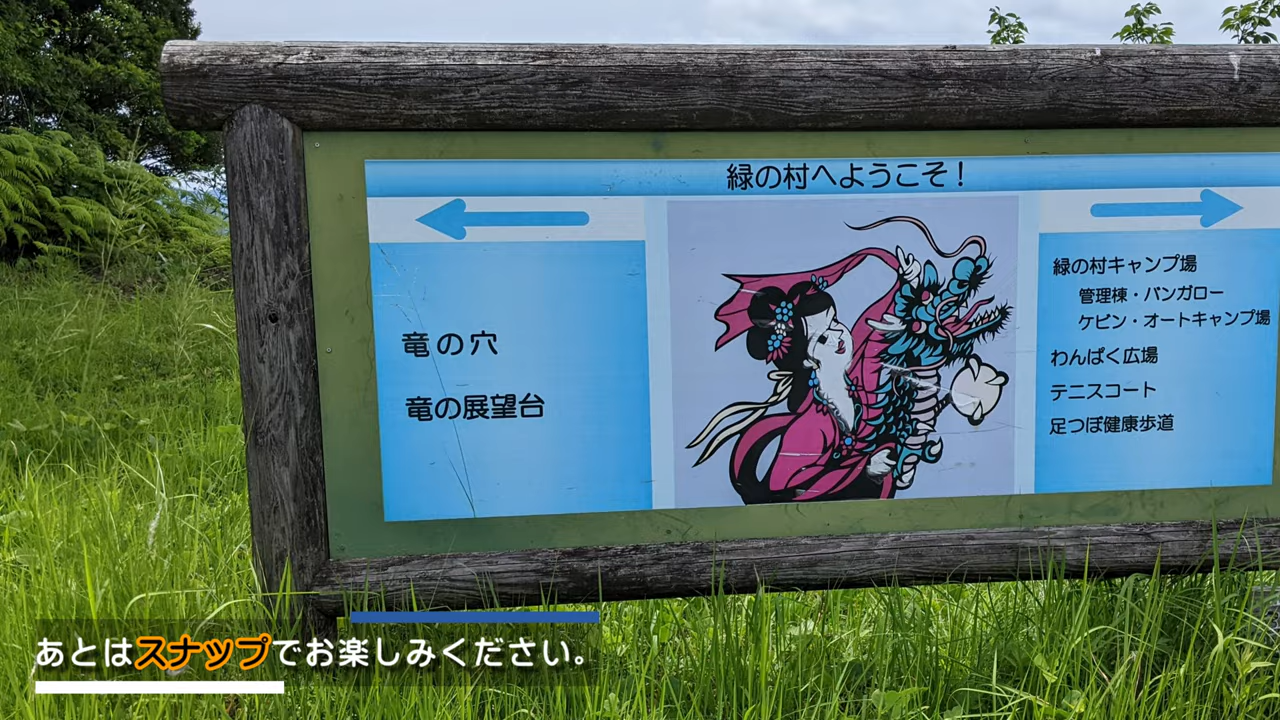 緑の村へようこそ！
竜の穴
竜の展望台
緑の村キャンプ場
管理棟・バンガロー
ケビン・オートキャンプ場
わんぱく広場
テニスコート
足つぼ健康歩道
あとはスナップでお楽しみください。